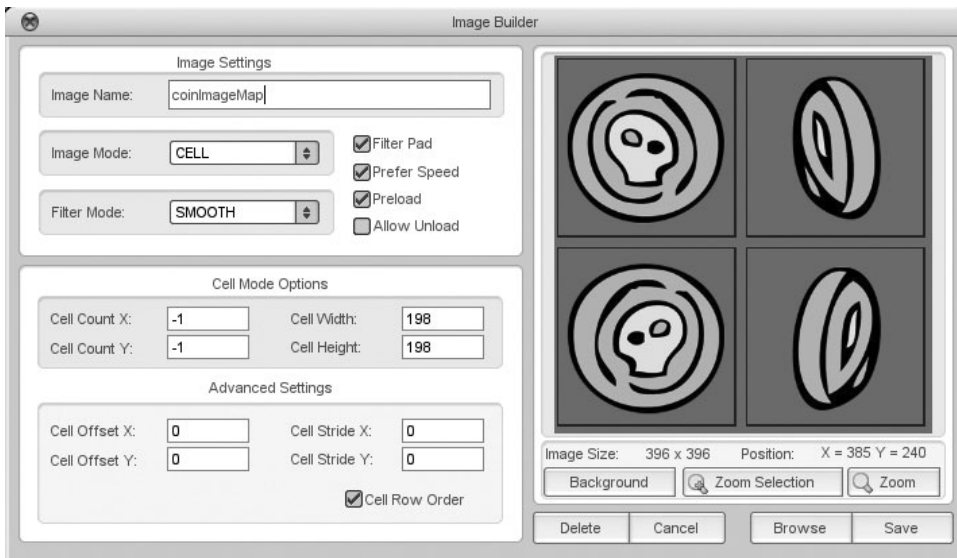 Image Builder
Image Settings
Image Name: coinImageMap
Image Mode: CELL
Filter Mode: SMOOTH
Filter Pad
Prefer Speed
Preload
Allow Unload
Cell Mode Options
Cell Count X: -1 Cell Width: 198
Cell Count Y: -1 Cell Height: 198
Advanced Settings
Cell Offset X: 0 Cell Stride X: 0
Cell Offset Y: 0 Cell Stride Y: 0
Cell Row Order
Image Size: 396 x 396 Position: X = 385 Y = 240
Background Zoom Selection Zoom
Delete Cancel Browse Save